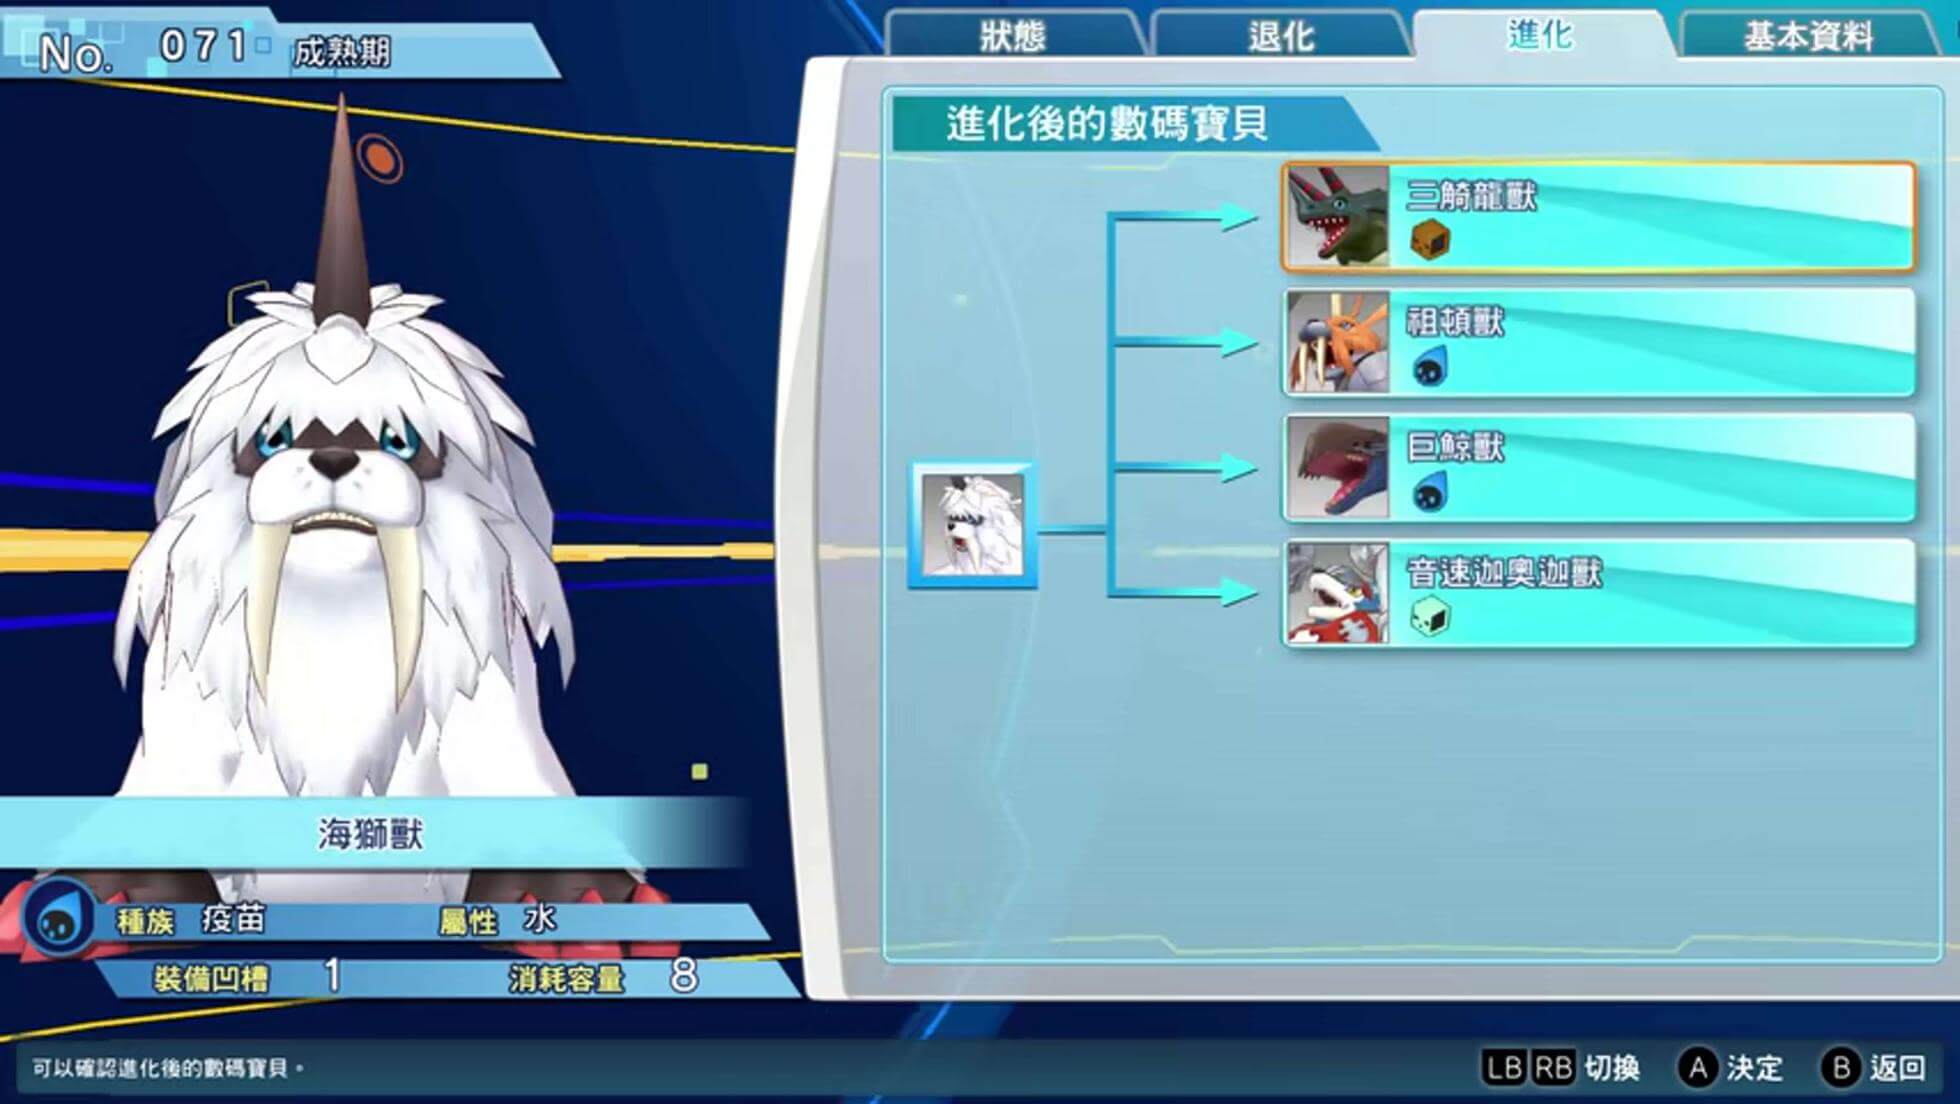 No. 071 成熟期
狀態 退化 進化 基本資料
進化後的數碼寶貝
三觭龍獸
祖頓獸
巨鯨獸
音速迦奧迦獸
海獅獸
種族 疫苗 屬性 水
裝備凹槽 1 消耗容量 8
可以確認進化後的數碼寶貝。
LB RB 切換 A 決定 B 返回